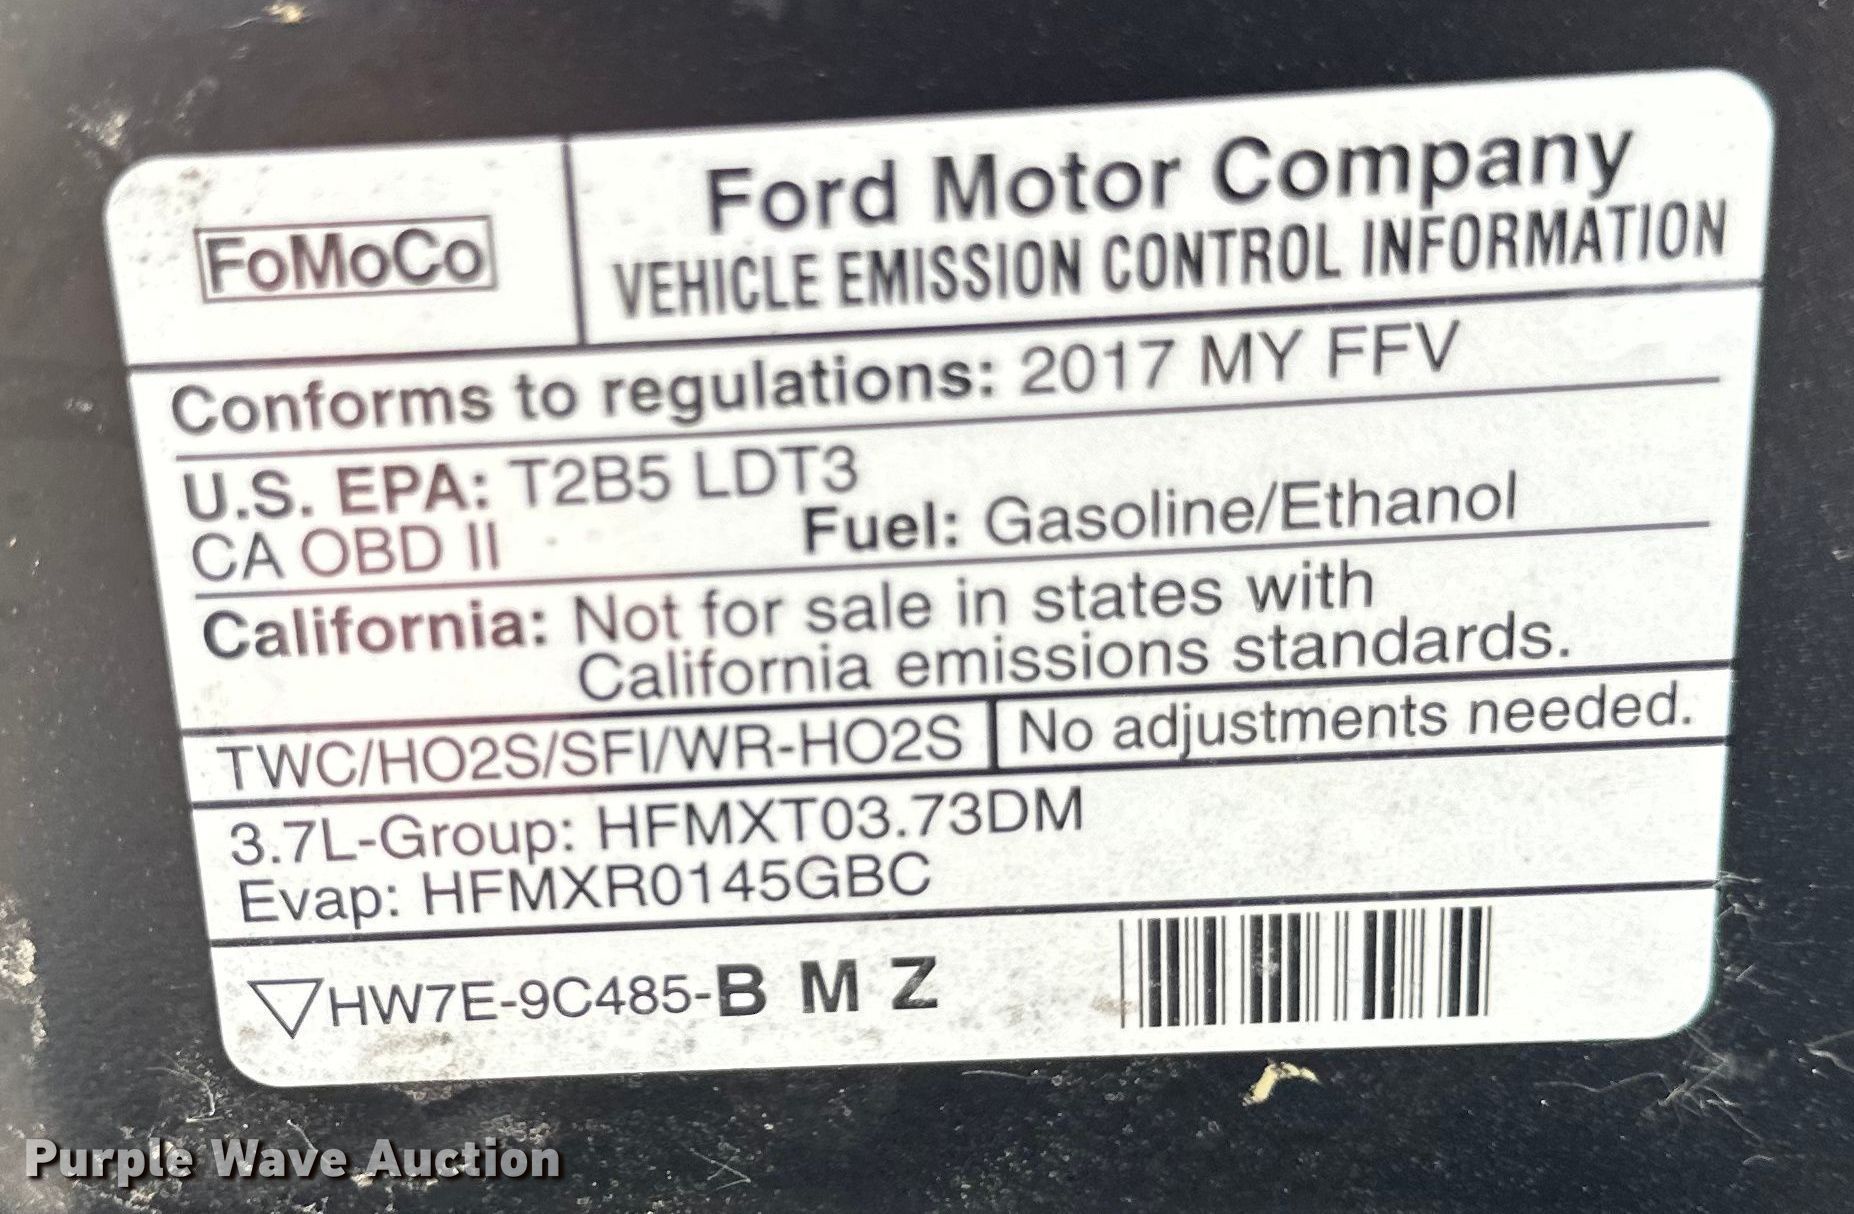 FoMoCo
Ford Motor Company
VEHICLE EMISSION CONTROL INFORMATION
Conforms to regulations: 2017 MY FFV
U.S. EPA: T2B5 LDT3
CA OBD II
Fuel: Gasoline/Ethanol
California: Not for sale in states with
California emissions standards.
TWC/HO2S/SFI/WR-HO2S
No adjustments needed.
3.7L-Group: HFMXT03.73DM
Evap: HFMXR0145GBC
HW7E-9C485-B M Z
Purple Wave Auction